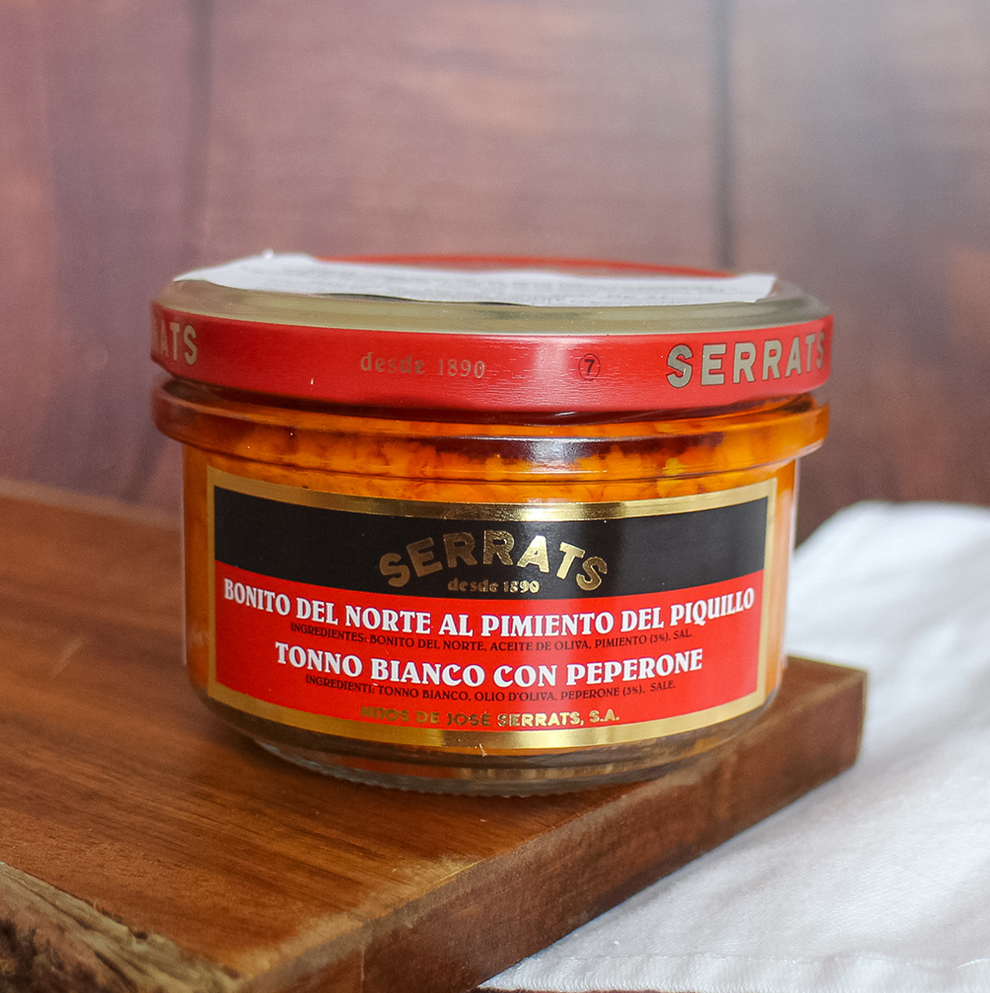 RATS desde 1890 7 SERRATS
SERRATS
desde 1890
BONITO DEL NORTE AL PIMIENTO DEL PIQUILLO
INGREDIENTES: BONITO DEL NORTE, ACEITE DE OLIVA, PIMIENTO (3%), SAL.
TONNO BIANCO CON PEPERONE
INGREDIENTI: TONNO BIANCO, OLIO D'OLIVA, PEPERONE (3%), SALE.
HIJOS DE JOSÉ SERRATS, S.A.